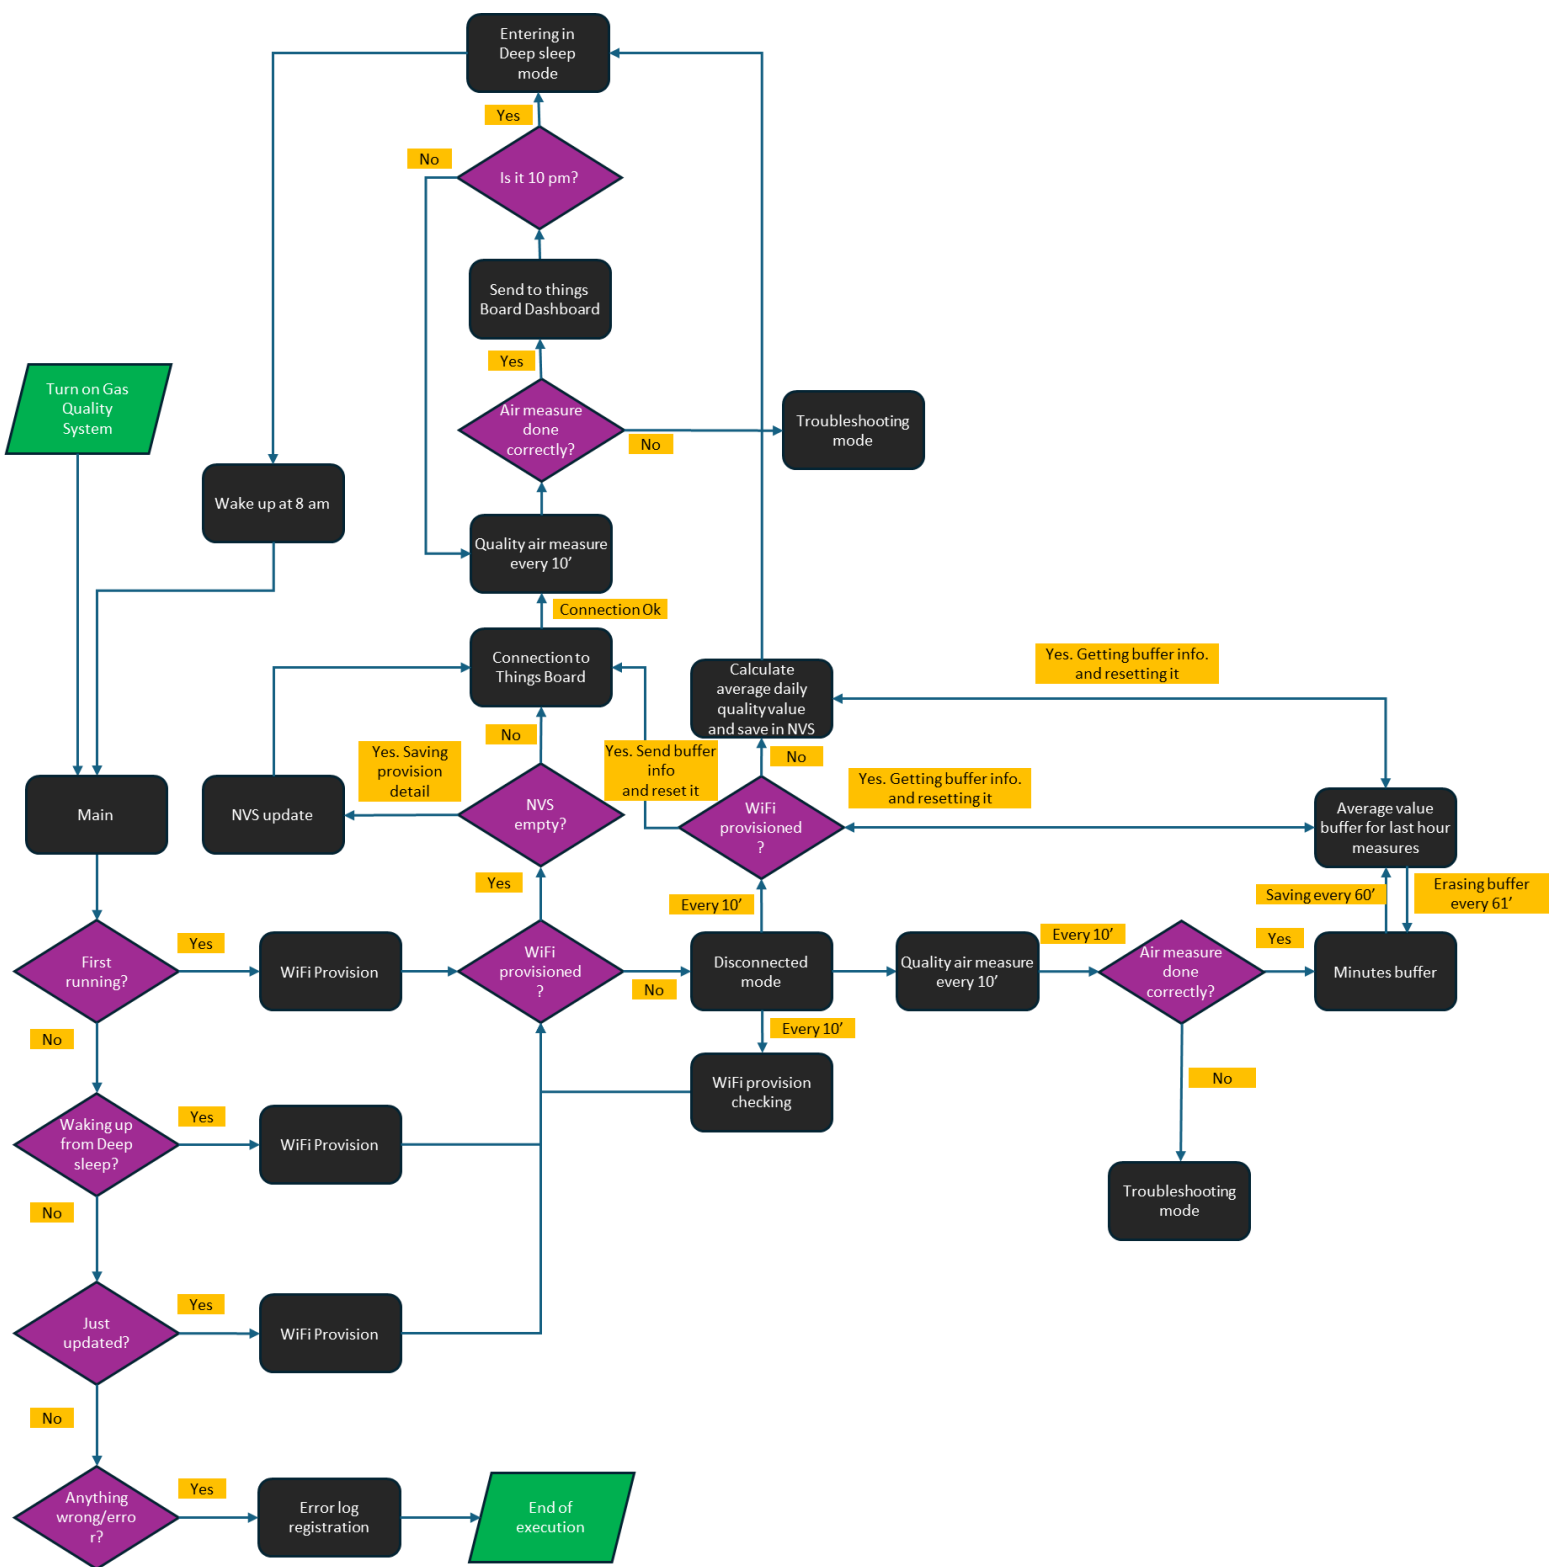 Entering in
Deep sleep
mode
Yes
No
Is it 10 pm?
Send to things
Board Dashboard
Yes
Turn on Gas
Quality
System
Air measure
done
correctly?
No
Troubleshooting
mode
Wake up at 8 am
Quality air measure
every 10’
Connection Ok
Connection to
Things Board
Calculate
average daily
quality value
and save in NVS
Yes. Getting buffer info.
and resetting it
No
Yes. Saving
provision
detail
Yes. Send buffer
info
and reset it
No
Yes. Getting buffer info.
and resetting it
Main
NVS update
NVS
empty?
WiFi
provisioned
?
Average value
buffer for last hour
measures
Yes
Every 10’
Saving every 60’
Erasing buffer
every 61’
First
running?
Yes
WiFi Provision
WiFi
provisioned
?
No
Disconnected
mode
Quality air measure
every 10’
Every 10’
Air measure
done
correctly?
Yes
Minutes buffer
No
Every 10’
WiFi provision
checking
No
Waking up
from Deep
sleep?
Yes
WiFi Provision
Troubleshooting
mode
No
Just
updated?
Yes
WiFi Provision
No
Anything
wrong/erro
r?
Yes
Error log
registration
End of
execution